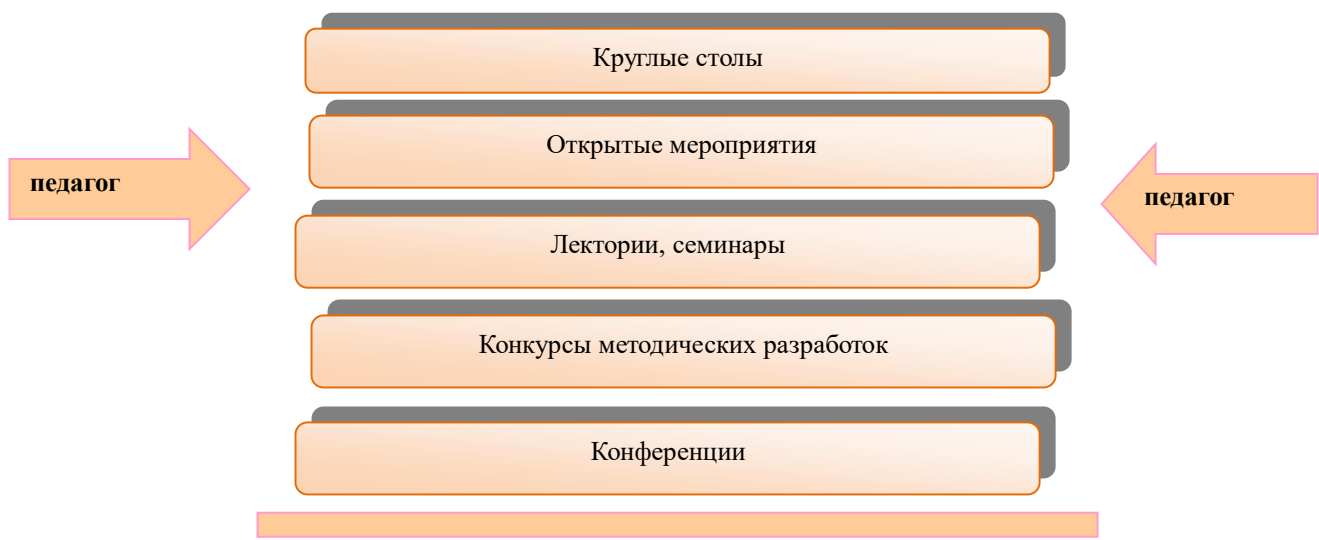 Круглые столы
Открытые мероприятия
педагог
педагог
Лектории, семинары
Конкурсы методических разработок
Конференции